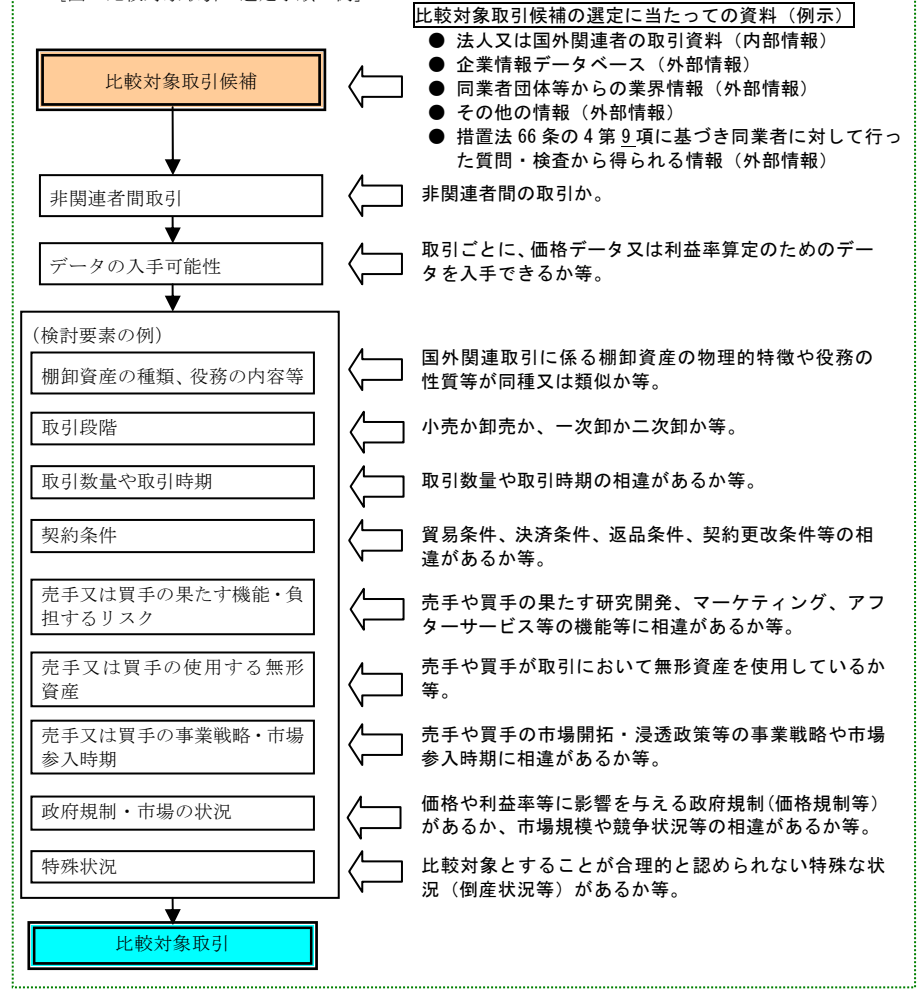 比較対象取引候補の選定に当たっての資料（例示）
● 法人又は国外関連者の取引資料（内部情報）
● 企業情報データベース（外部情報）
● 同業者団体等からの業界情報（外部情報）
● その他の情報（外部情報）
● 措置法 66 条の 4 第 9 項に基づき同業者に対して行っ
た質問・検査から得られる情報（外部情報）
比較対象取引候補
非関連者間取引
非関連者間の取引か。
データの入手可能性
取引ごとに、価格データ又は利益率算定のためのデー
タを入手できるか等。
（検討要素の例）
棚卸資産の種類、役務の内容等
国外関連取引に係る棚卸資産の物理的特徴や役務の
性質等が同種又は類似か等。
取引段階
小売か卸売か、一次卸か二次卸か等。
取引数量や取引時期
取引数量や取引時期の相違があるか等。
契約条件
貿易条件、決済条件、返品条件、契約更改条件等の相
違があるか等。
売手又は買手の果たす機能・負
担するリスク
売手や買手の果たす研究開発、マーケティング、アフ
ターサービス等の機能等に相違があるか等。
売手又は買手の使用する無形
資産
売手や買手が取引において無形資産を使用しているか
等。
売手又は買手の事業戦略・市場
参入時期
売手や買手の市場開拓・浸透政策等の事業戦略や市場
参入時期に相違があるか等。
政府規制・市場の状況
価格や利益率等に影響を与える政府規制（価格規制等）
があるか、市場規模や競争状況等の相違があるか等。
特殊状況
比較対象とすることが合理的と認められない特殊な状
況（倒産状況等）があるか等。
比較対象取引